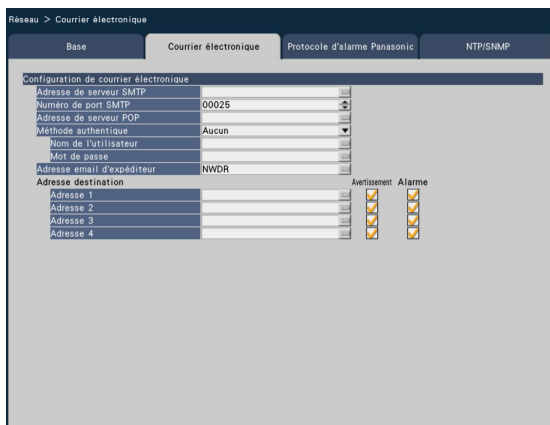 Réseau > Courrier électronique
Base Courrier électronique Protocole d'alarme Panasonic NTP/SNMP
Configuration de courrier électronique
Adresse de serveur SMTP
Numéro de port SMTP 00025
Adresse de serveur POP
Méthode authentique Aucun
Nom de l'utilisateur
Mot de passe
Adresse email d'expéditeur NWDR
Adresse destination Avertissement Alarme
Adresse 1
Adresse 2
Adresse 3
Adresse 4